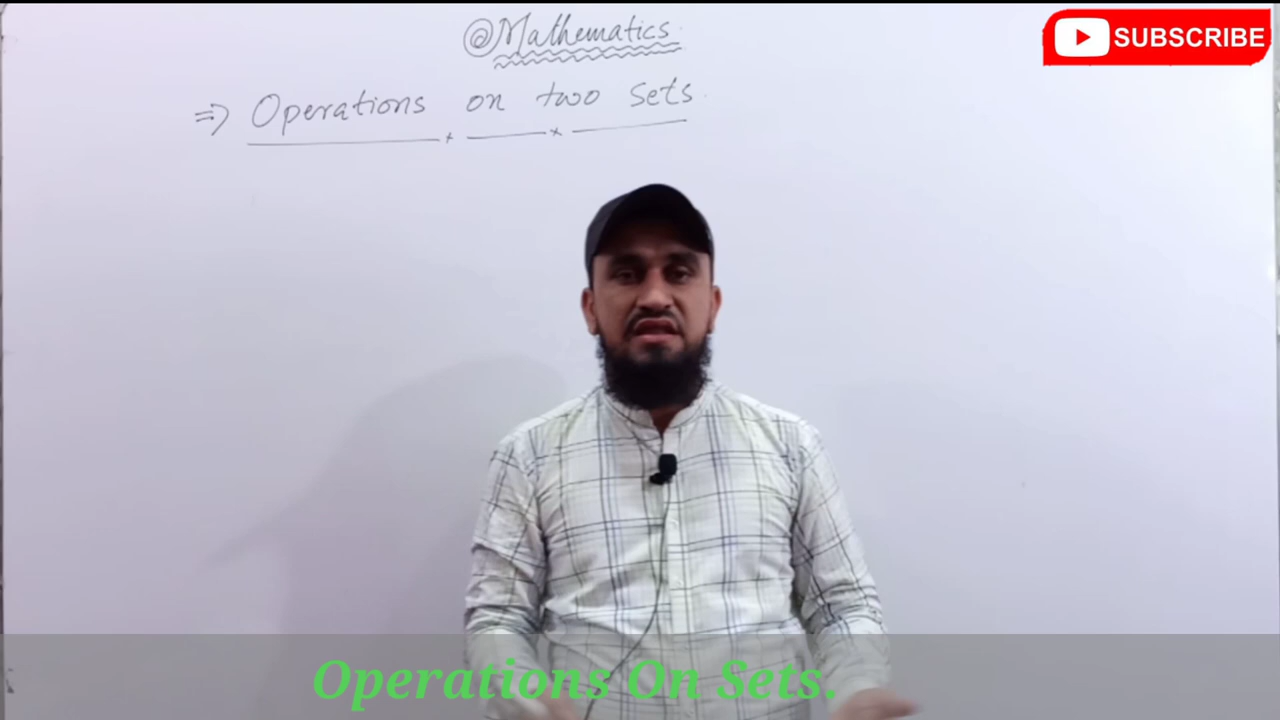 @Mathematics
SUBSCRIBE
⇒ Operations on two sets
Operations On Sets.